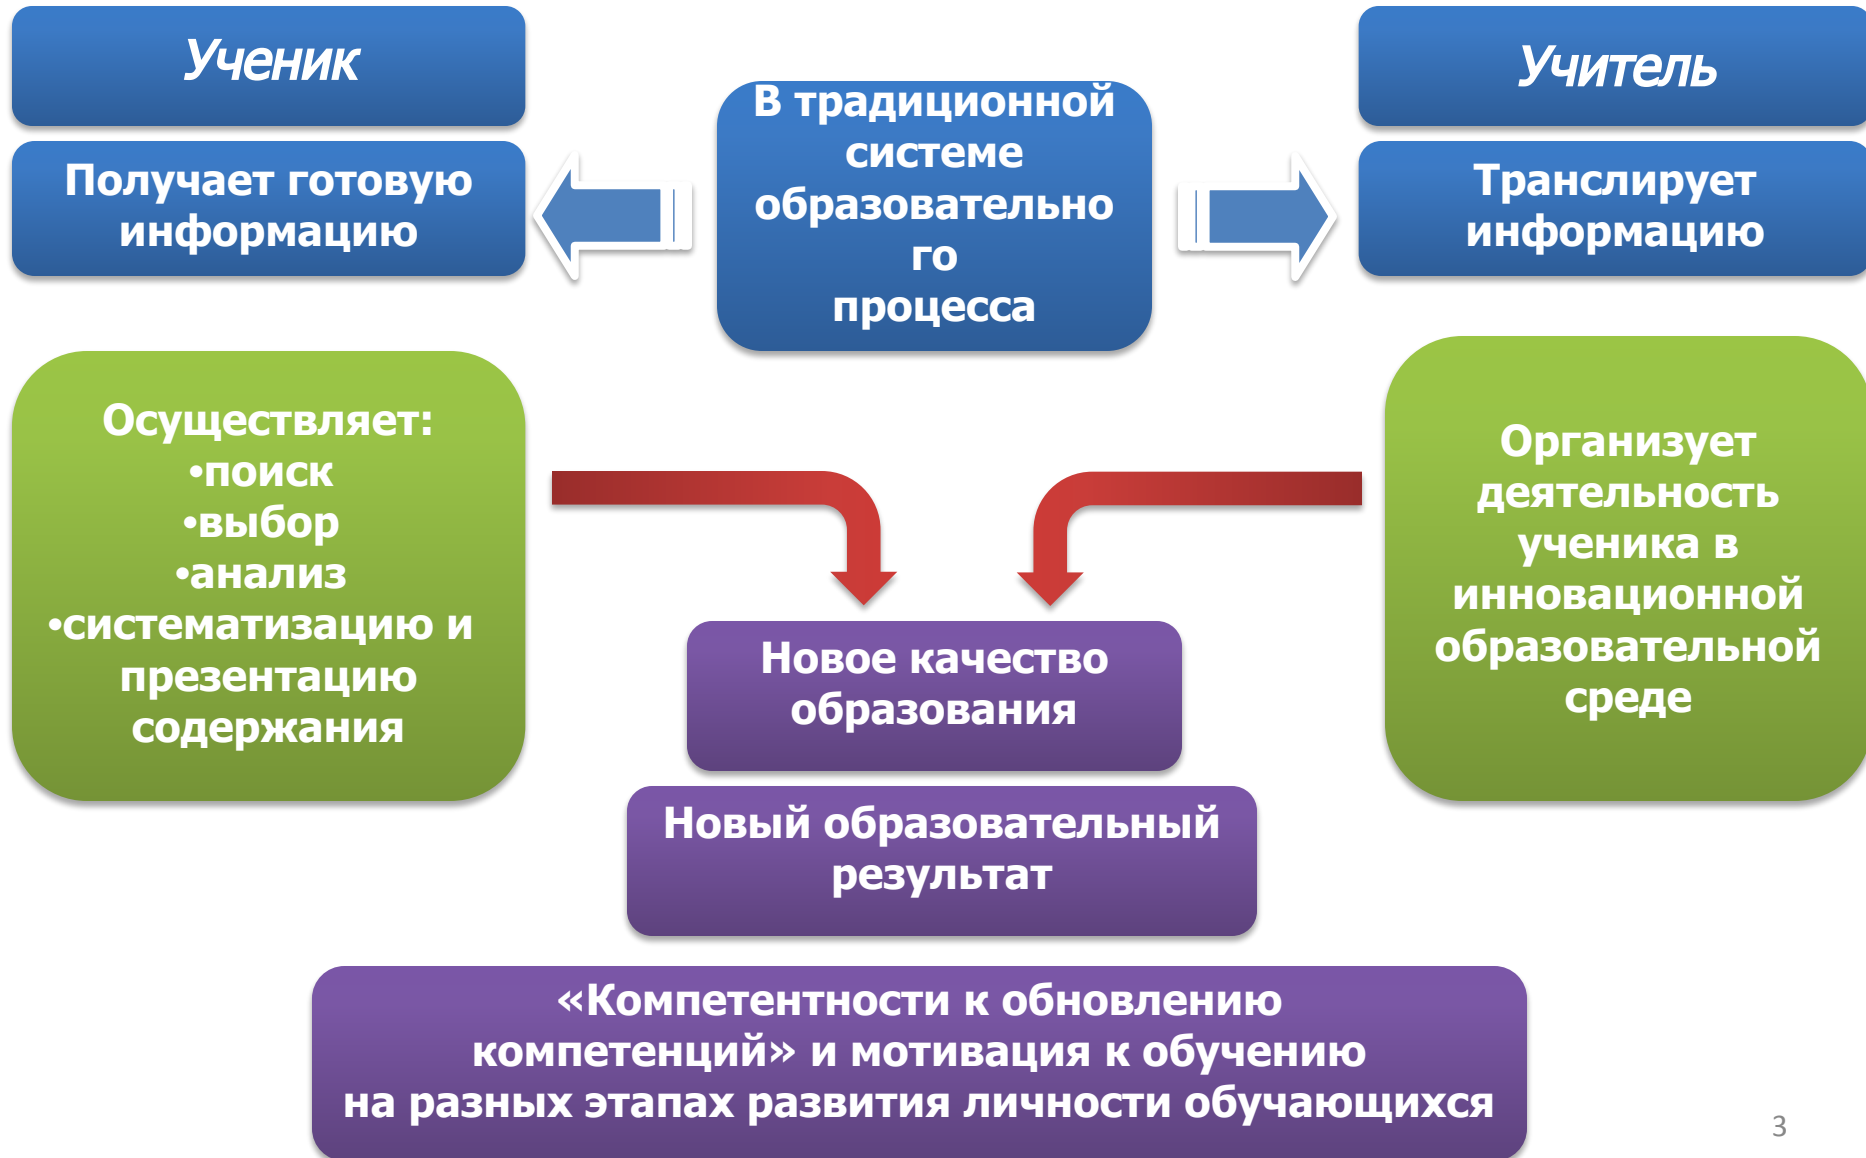 Ученик
Получает готовую
информацию
В традиционной
системе
образовательно
го
процесса
Учитель
Транслирует
информацию
Осуществляет:
•поиск
•выбор
•анализ
•систематизацию и
презентацию
содержания
Организует
деятельность
ученика в
инновационной
образовательной
среде
Новое качество
образования
Новый образовательный
результат
«Компетентности к обновлению
компетенций» и мотивация к обучению
на разных этапах развития личности обучающихся
3